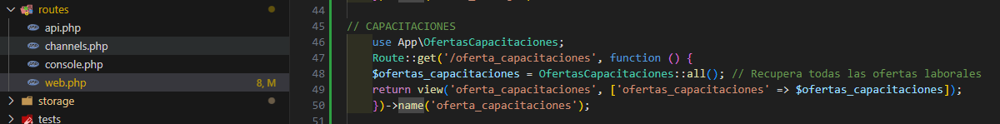 routes
api.php
channels.php
console.php
web.php 8, M
storage
tests
44
45 // CAPACITACIONES
46 use App\OfertasCapacitaciones;
47 Route::get('/oferta_capacitaciones', function () {
48 $ofertas_capacitaciones = OfertasCapacitaciones::all(); // Recupera todas las ofertas laborales
49 return view('oferta_capacitaciones', ['ofertas_capacitaciones' => $ofertas_capacitaciones]);
50 })->name('oferta_capacitaciones');
51